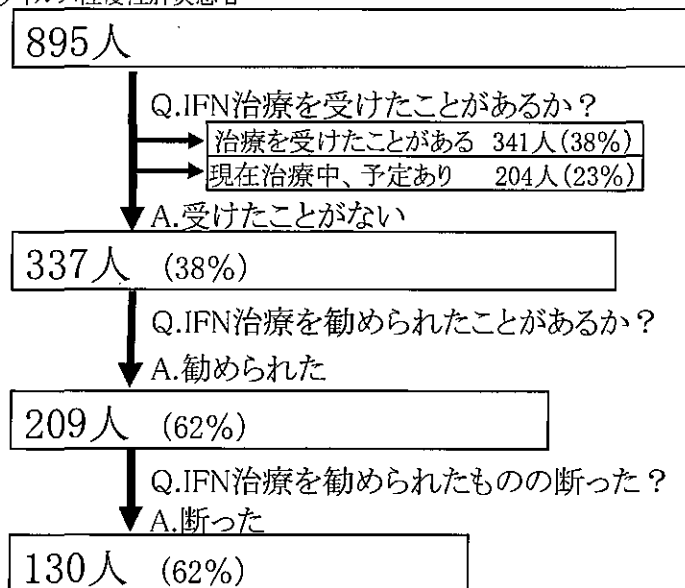 895人
Q.IFN治療を受けたことがあるか？
治療を受けたことがある 341人(38%)
現在治療中、予定あり 204人(23%)
A.受けたことがない
337人 (38%)
Q.IFN治療を勧められたことがあるか？
A.勧められた
209人 (62%)
Q.IFN治療を勧められたものの断った？
A.断った
130人 (62%)